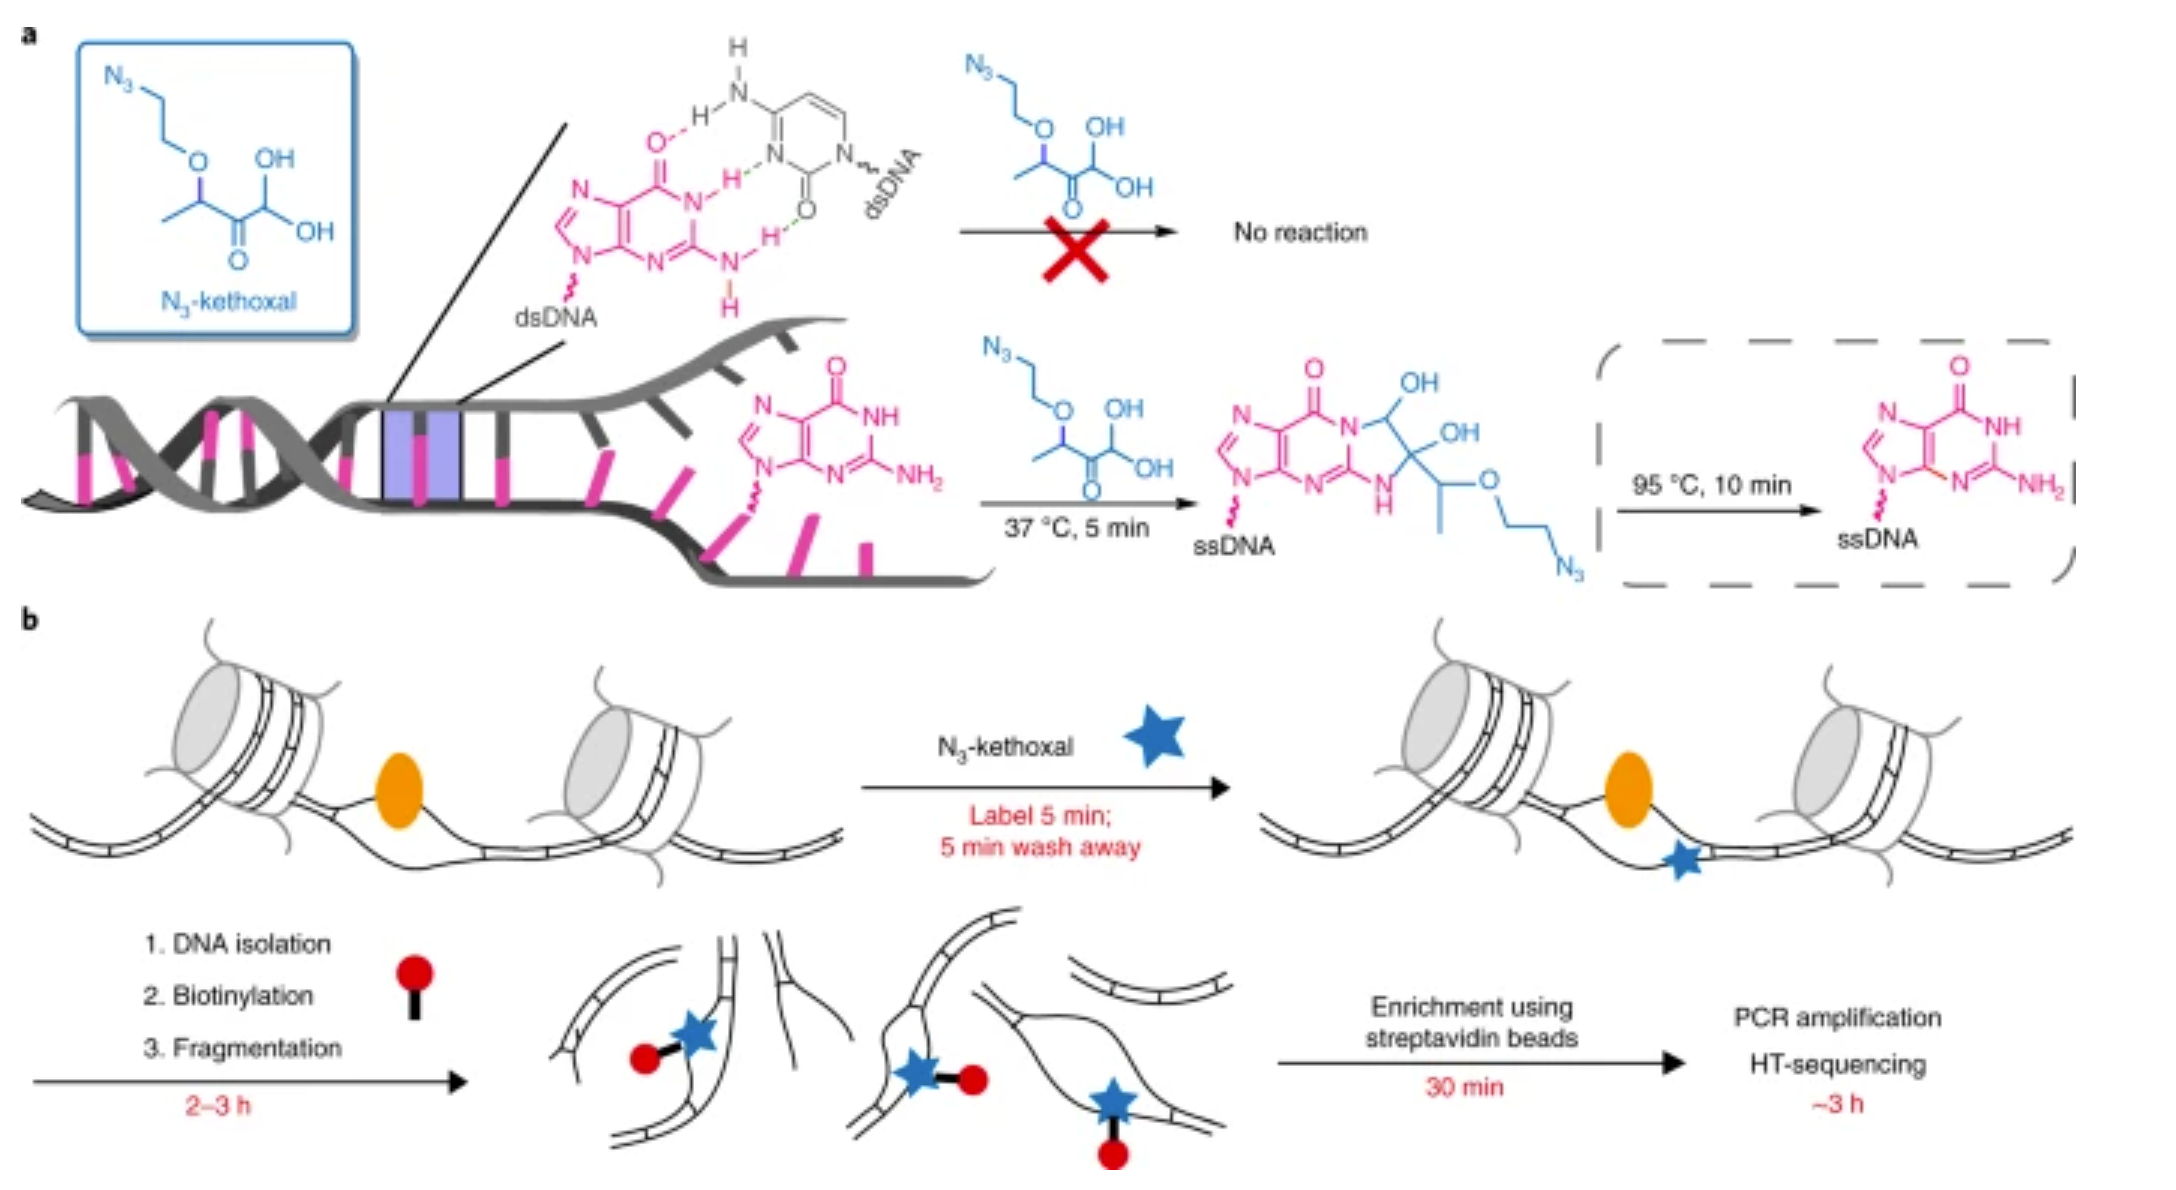 a
N3
O
OH
OH
O
N3-kethoxal
H
H
N
N
N
O
dsDNA
O
H
N
N
H
N
N
N
H
H
dsDNA
N3
O
OH
OH
O
No reaction
O
N
NH
N
N
NH2
N3
O
OH
OH
O
37 °C, 5 min
O
OH
N
N
OH
N
N
N
H
O
N3
ssDNA
95 °C, 10 min
O
N
NH
N
N
NH2
ssDNA
b
N3-kethoxal
Label 5 min;
5 min wash away
1. DNA isolation
2. Biotinylation
3. Fragmentation
2–3 h
Enrichment using
streptavidin beads
30 min
PCR amplification
HT-sequencing
~3 h